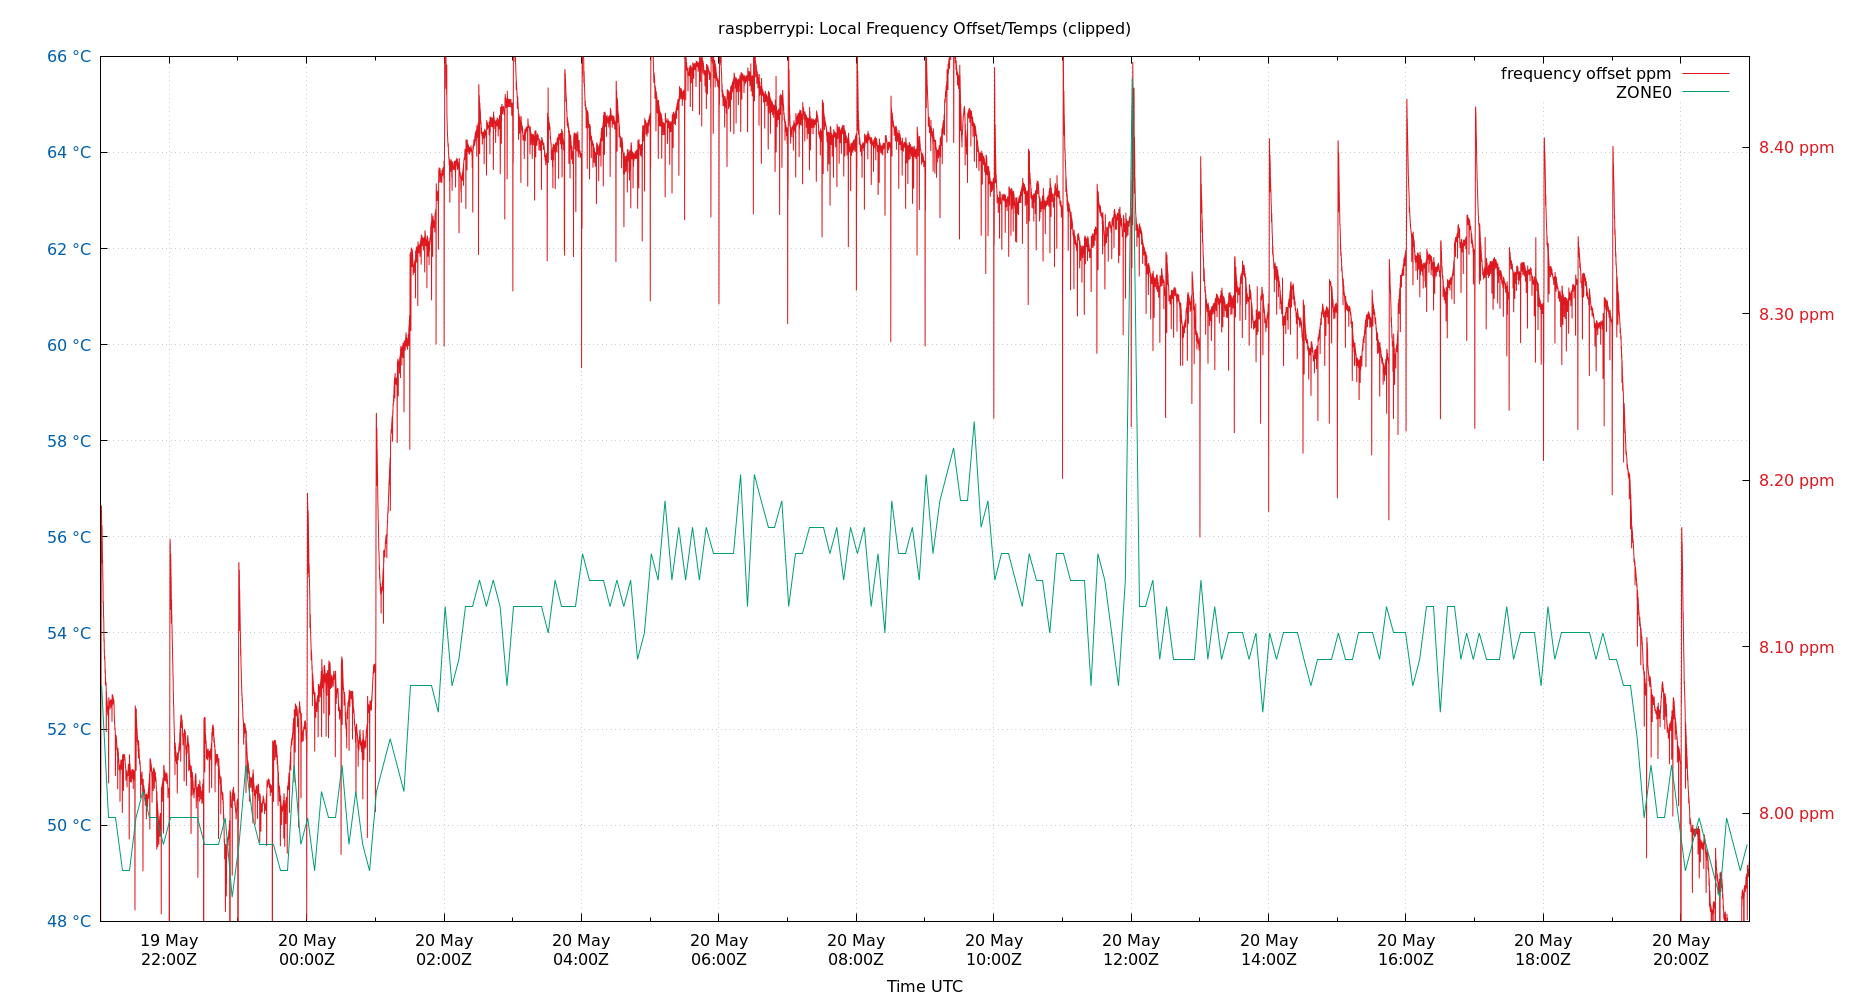 raspberrypi: Local Frequency Offset/Temps (clipped)
frequency offset ppm
ZONE0
66 °C
64 °C
62 °C
60 °C
58 °C
56 °C
54 °C
52 °C
50 °C
48 °C
8.40 ppm
8.30 ppm
8.20 ppm
8.10 ppm
8.00 ppm
19 May 20 May 20 May 20 May 20 May 20 May 20 May 20 May 20 May 20 May 20 May 20 May
22:00Z 00:00Z 02:00Z 04:00Z 06:00Z 08:00Z 10:00Z 12:00Z 14:00Z 16:00Z 18:00Z 20:00Z
Time UTC